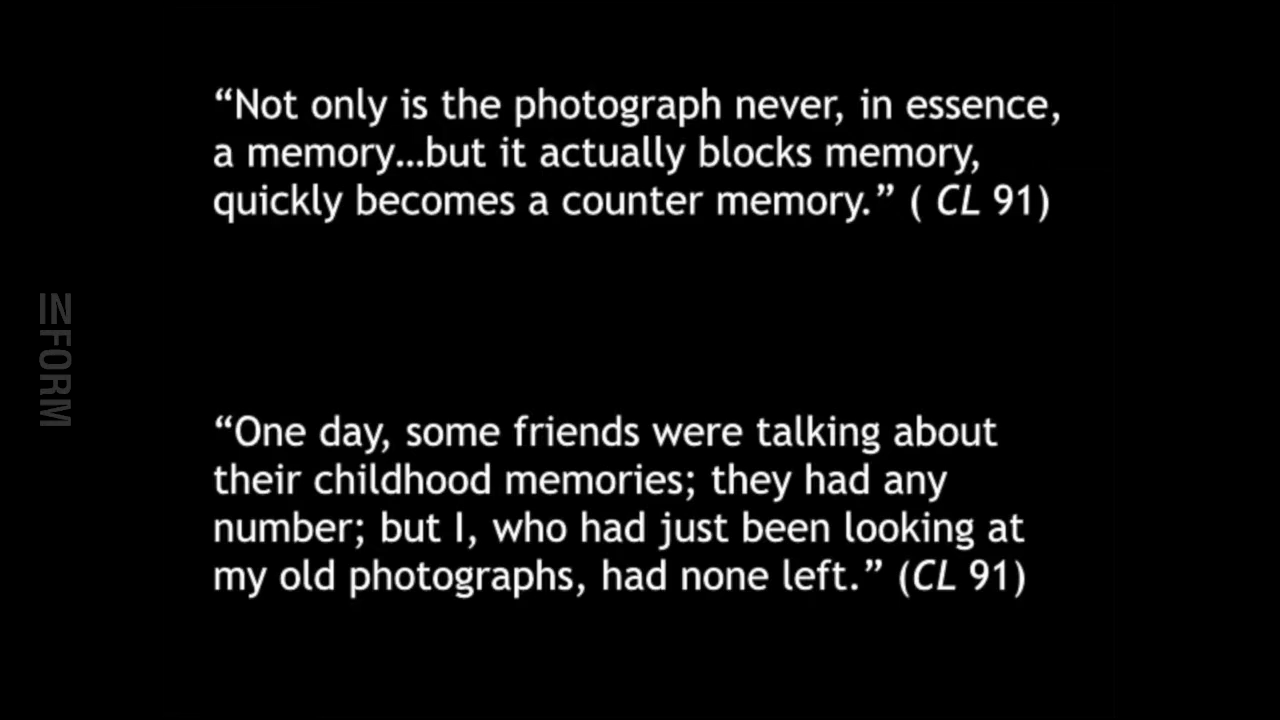 “Not only is the photograph never, in essence,
a memory...but it actually blocks memory,
quickly becomes a counter memory.” ( CL 91)
INFORM
“One day, some friends were talking about
their childhood memories; they had any
number; but I, who had just been looking at
my old photographs, had none left.” (CL 91)